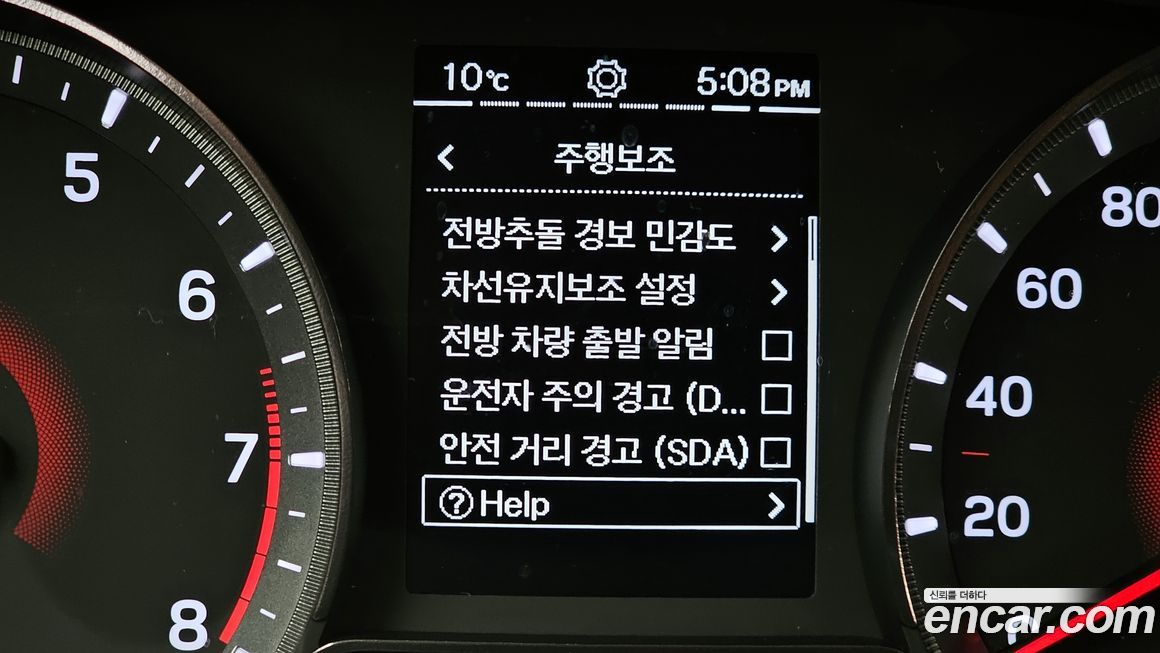 10℃
5:08PM
주행보조
전방추돌 경보 민감도
차선유지보조 설정
전방 차량 출발 알림
운전자 주의 경고 (D...
안전 거리 경고 (SDA)
? Help
5
6
7
8
80
60
40
20
신뢰를 더하다
encar.com